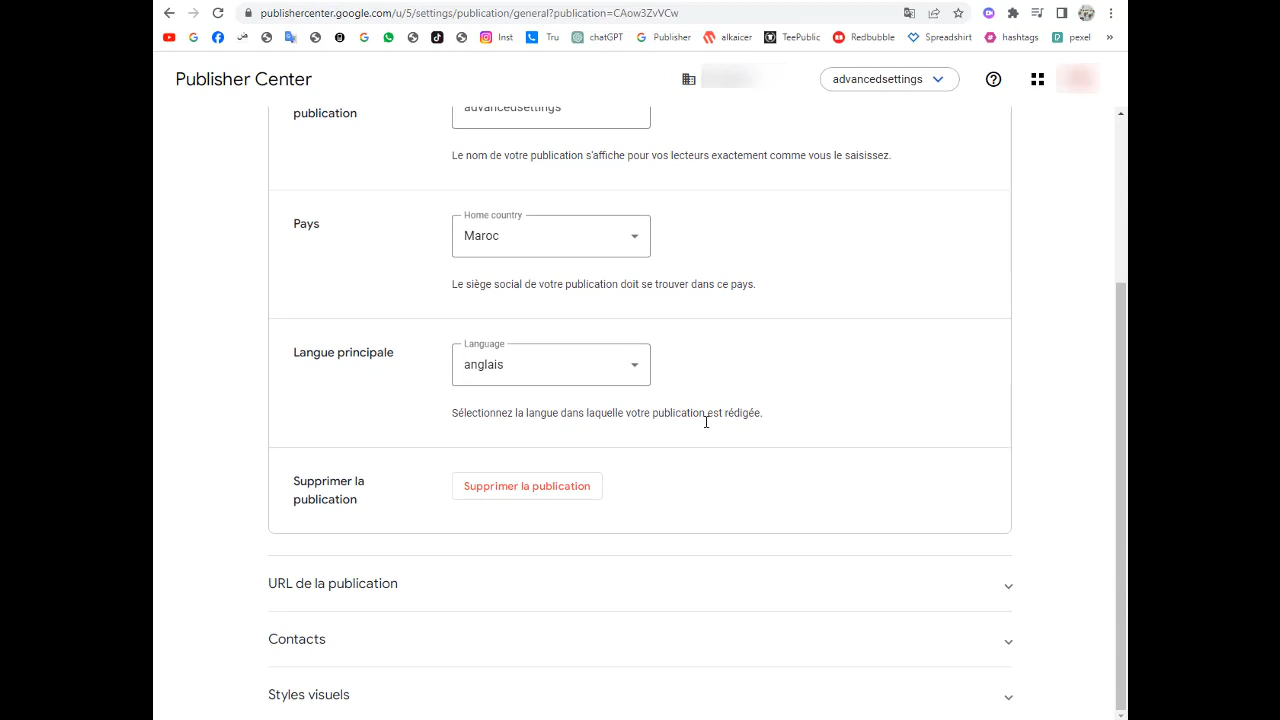 publishercenter.google.com/u/5/settings/publication/general?publication=CAow3ZvVCw
Inst
Tru
chatGPT
Publisher
alkaicer
TeePublic
Redbubble
Spreadshirt
hashtags
pexel
Publisher Center
advancedsettings
publication
advancedsettings
Le nom de votre publication s'affiche pour vos lecteurs exactement comme vous le saisissez.
Pays
Home country
Maroc
Le siège social de votre publication doit se trouver dans ce pays.
Langue principale
Language
anglais
Sélectionnez la langue dans laquelle votre publication est rédigée.
Supprimer la
publication
Supprimer la publication
URL de la publication
Contacts
Styles visuels